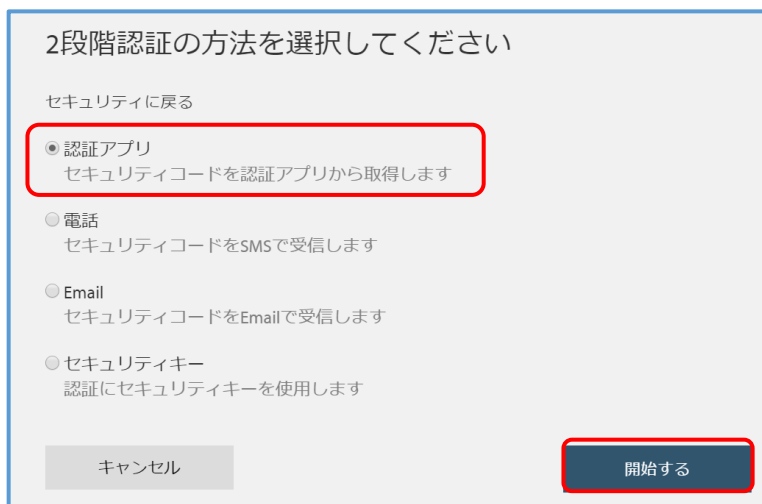 2段階認証の方法を選択してください
セキュリティに戻る
認証アプリ
セキュリティコードを認証アプリから取得します
電話
セキュリティコードをSMSで受信します
Email
セキュリティコードをEmailで受信します
セキュリティキー
認証にセキュリティキーを使用します
キャンセル
開始する